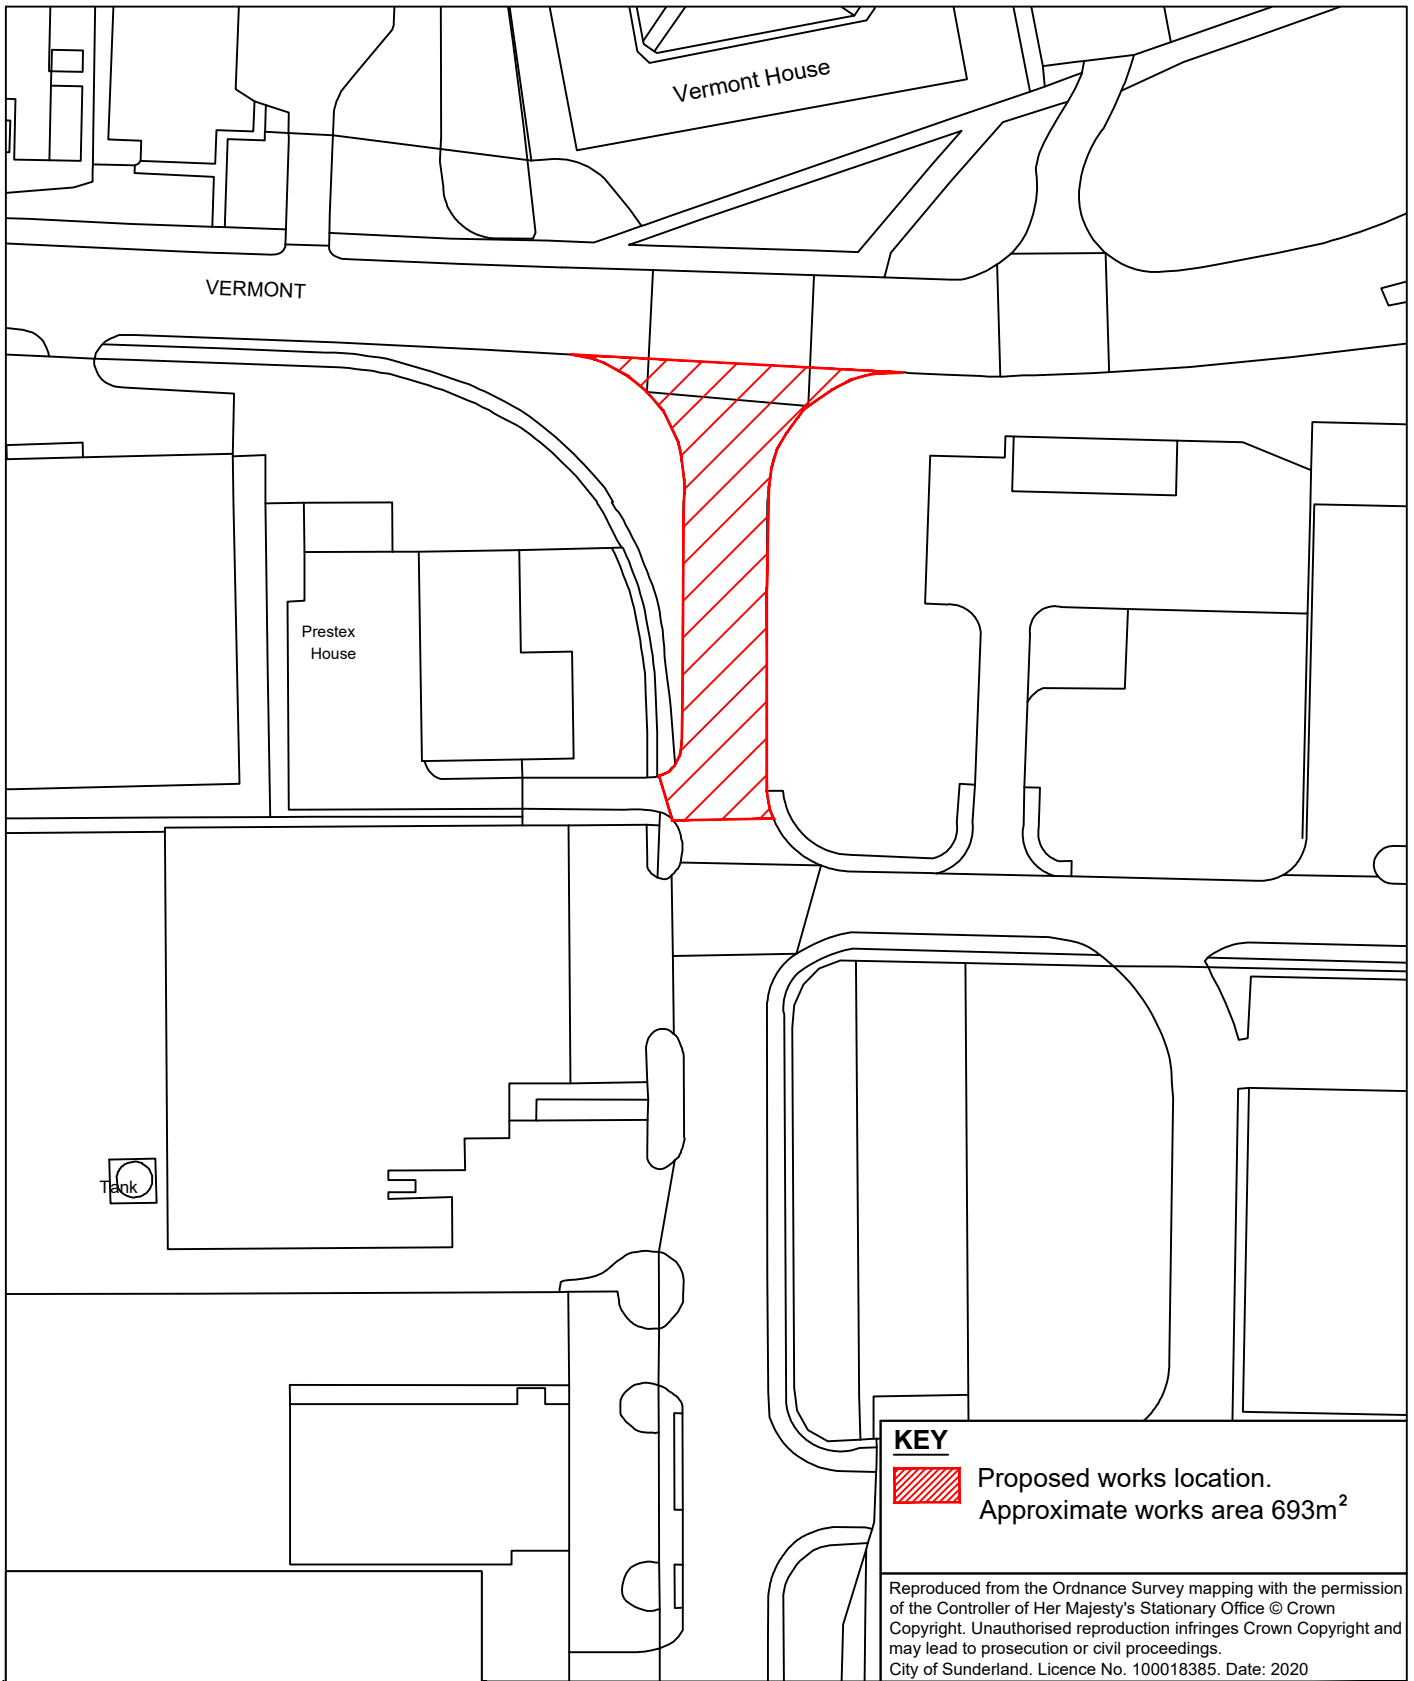 Vermont House
VERMONT
Prestex
House
Tank
KEY
Proposed works location.
Approximate works area 693m²
Reproduced from the Ordnance Survey mapping with the permission
of the Controller of Her Majesty's Stationary Office © Crown
Copyright. Unauthorised reproduction infringes Crown Copyright and
may lead to prosecution or civil proceedings.
City of Sunderland. Licence No. 100018385. Date: 2020